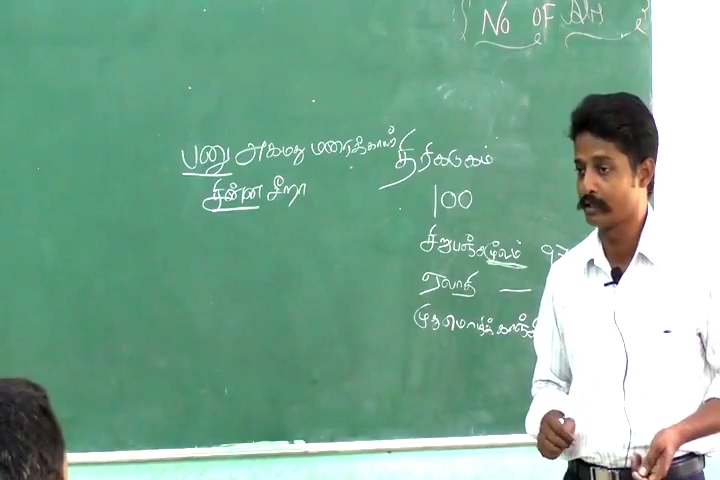 No OF
பனு அகமது மரைக்காயர்
சின்ன சீறா
திரிகடுகம்
100
சிறுபஞ்சமூலம்
ஏலாதி —
முதுமொழிக்காஞ்சி